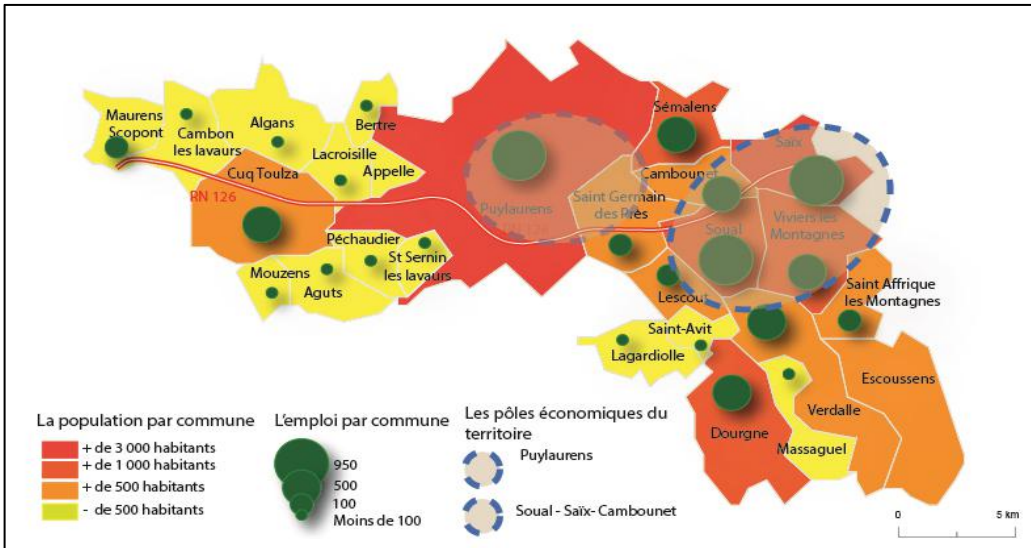 Maurens
Scopont
Cambon
les lavaurs
Algans
Bertre
Lacroisille
Appelle
Cuq Toulza
RN 126
Péchaudier
St Sernin
les lavaurs
Mouzens
Aguts
Puylaurens
Saint Germain
des Près
Sémalens
Cambounet
Saïx
Soual
Viviers les
Montagnes
Lescout
Saint Affrique
les Montagnes
Saint-Avit
Lagardiolle
Dourgne
Verdalle
Massaguel
Escoussens
La population par commune
+ de 3 000 habitants
+ de 1 000 habitants
+ de 500 habitants
- de 500 habitants
L'emploi par commune
950
500
100
Moins de 100
Les pôles économiques du
territoire
Puylaurens
Soual - Saïx- Cambounet
0 5 km